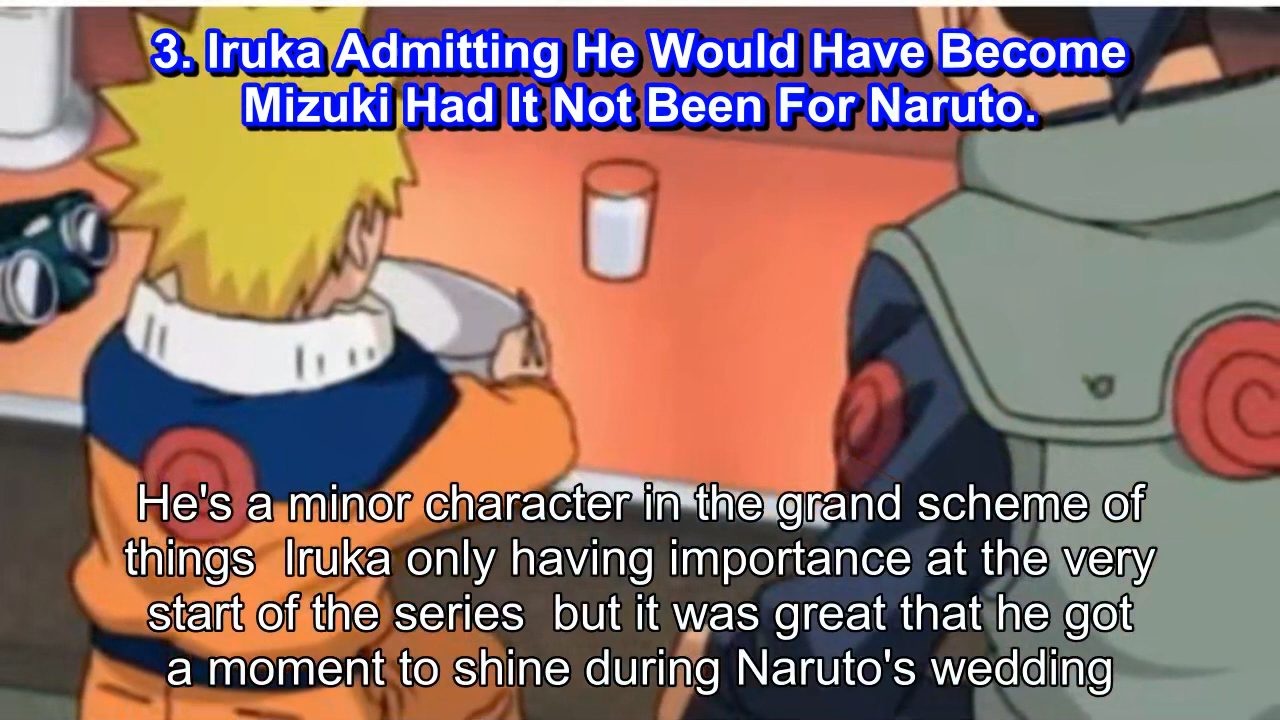 3. Iruka Admitting He Would Have Become
Mizuki Had It Not Been For Naruto.
He's a minor character in the grand scheme of
things  Iruka only having importance at the very
start of the series  but it was great that he got
a moment to shine during Naruto's wedding